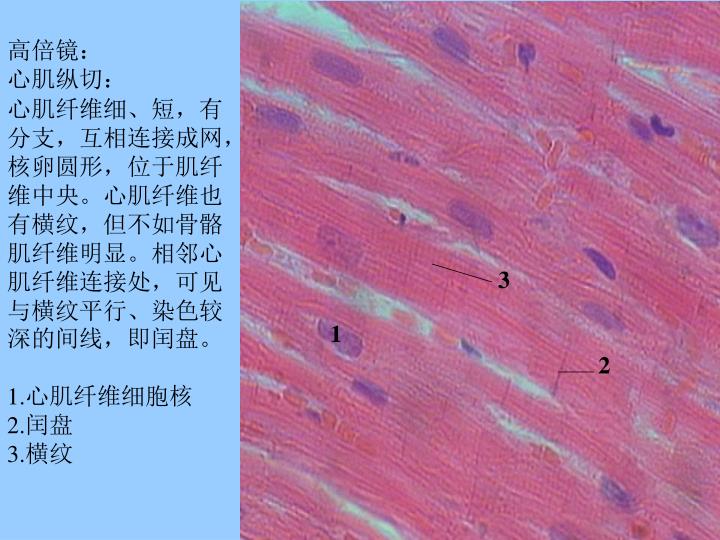 高倍镜：
心肌纵切：
心肌纤维细、短，有
分支，互相连接成网，
核卵圆形，位于肌纤
维中央。心肌纤维也
有横纹，但不如骨骼
肌纤维明显。相邻心
肌纤维连接处，可见
与横纹平行、染色较
深的间线，即闰盘。
1.心肌纤维细胞核
2.闰盘
3.横纹
3
1
2